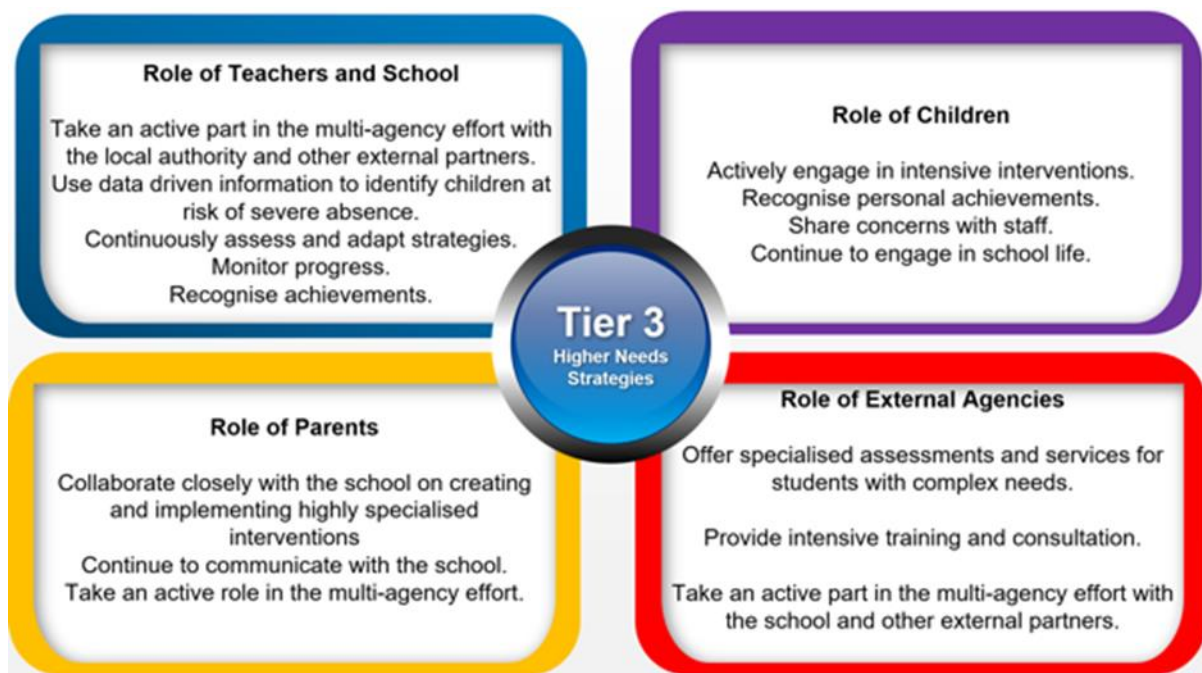 Role of Teachers and School
Take an active part in the multi-agency effort with
the local authority and other external partners.
Use data driven information to identify children at
risk of severe absence.
Continuously assess and adapt strategies.
Monitor progress.
Recognise achievements.
Role of Children
Actively engage in intensive interventions.
Recognise personal achievements.
Share concerns with staff.
Continue to engage in school life.
Tier 3
Higher Needs
Strategies
Role of Parents
Collaborate closely with the school on creating
and implementing highly specialised
interventions
Continue to communicate with the school.
Take an active role in the multi-agency effort.
Role of External Agencies
Offer specialised assessments and services for
students with complex needs.
Provide intensive training and consultation.
Take an active part in the multi-agency effort with
the school and other external partners.